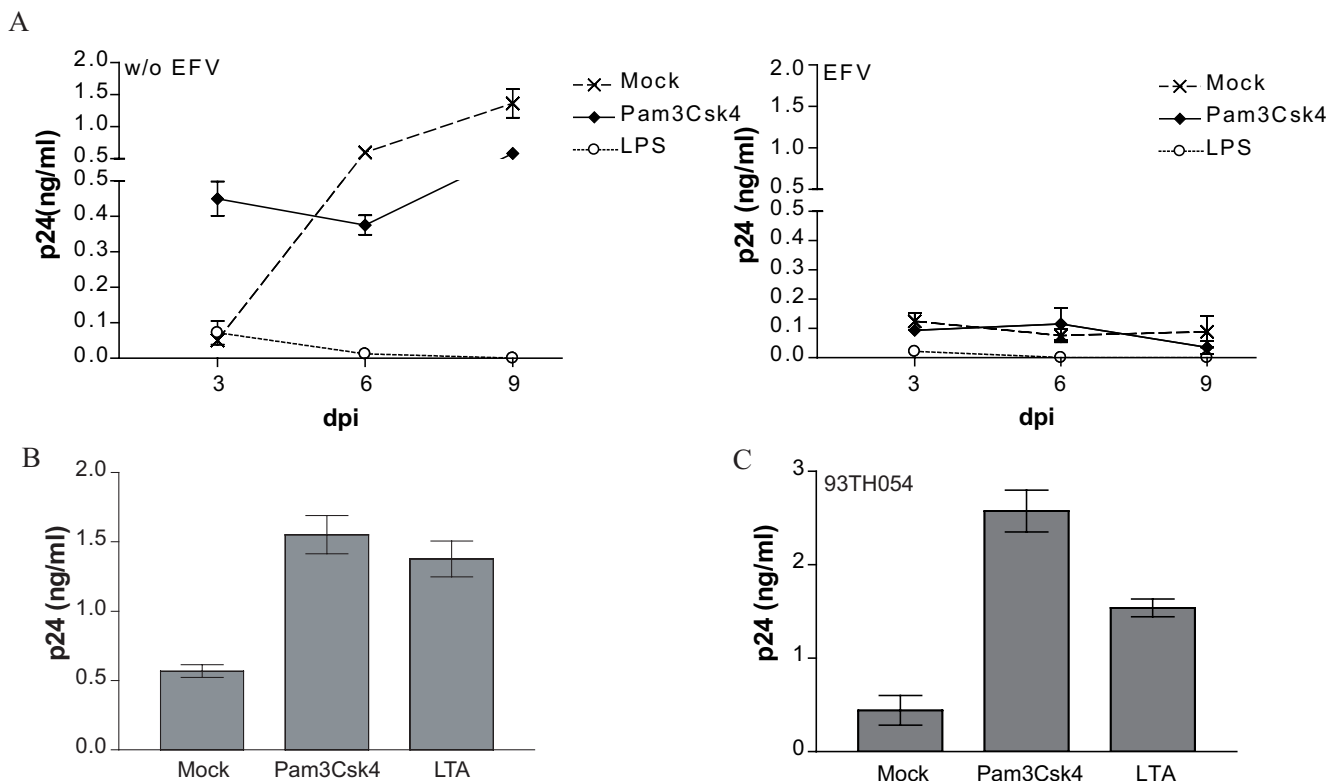 A
w/o EFV
2.0
1.5
1.0
0.5
0.5
0.4
0.3
0.2
0.1
0.0
p24(ng/ml)
3 6 9
dpi
Mock
Pam3Csk4
LPS
EFV
2.0
1.5
1.0
0.5
0.5
0.4
0.3
0.2
0.1
0.0
p24 (ng/ml)
3 6 9
dpi
Mock
Pam3Csk4
LPS
B
2.0
1.5
1.0
0.5
0.0
p24 (ng/ml)
Mock Pam3Csk4 LTA
C
93TH054
3
2
1
0
p24 (ng/ml)
Mock Pam3Csk4 LTA